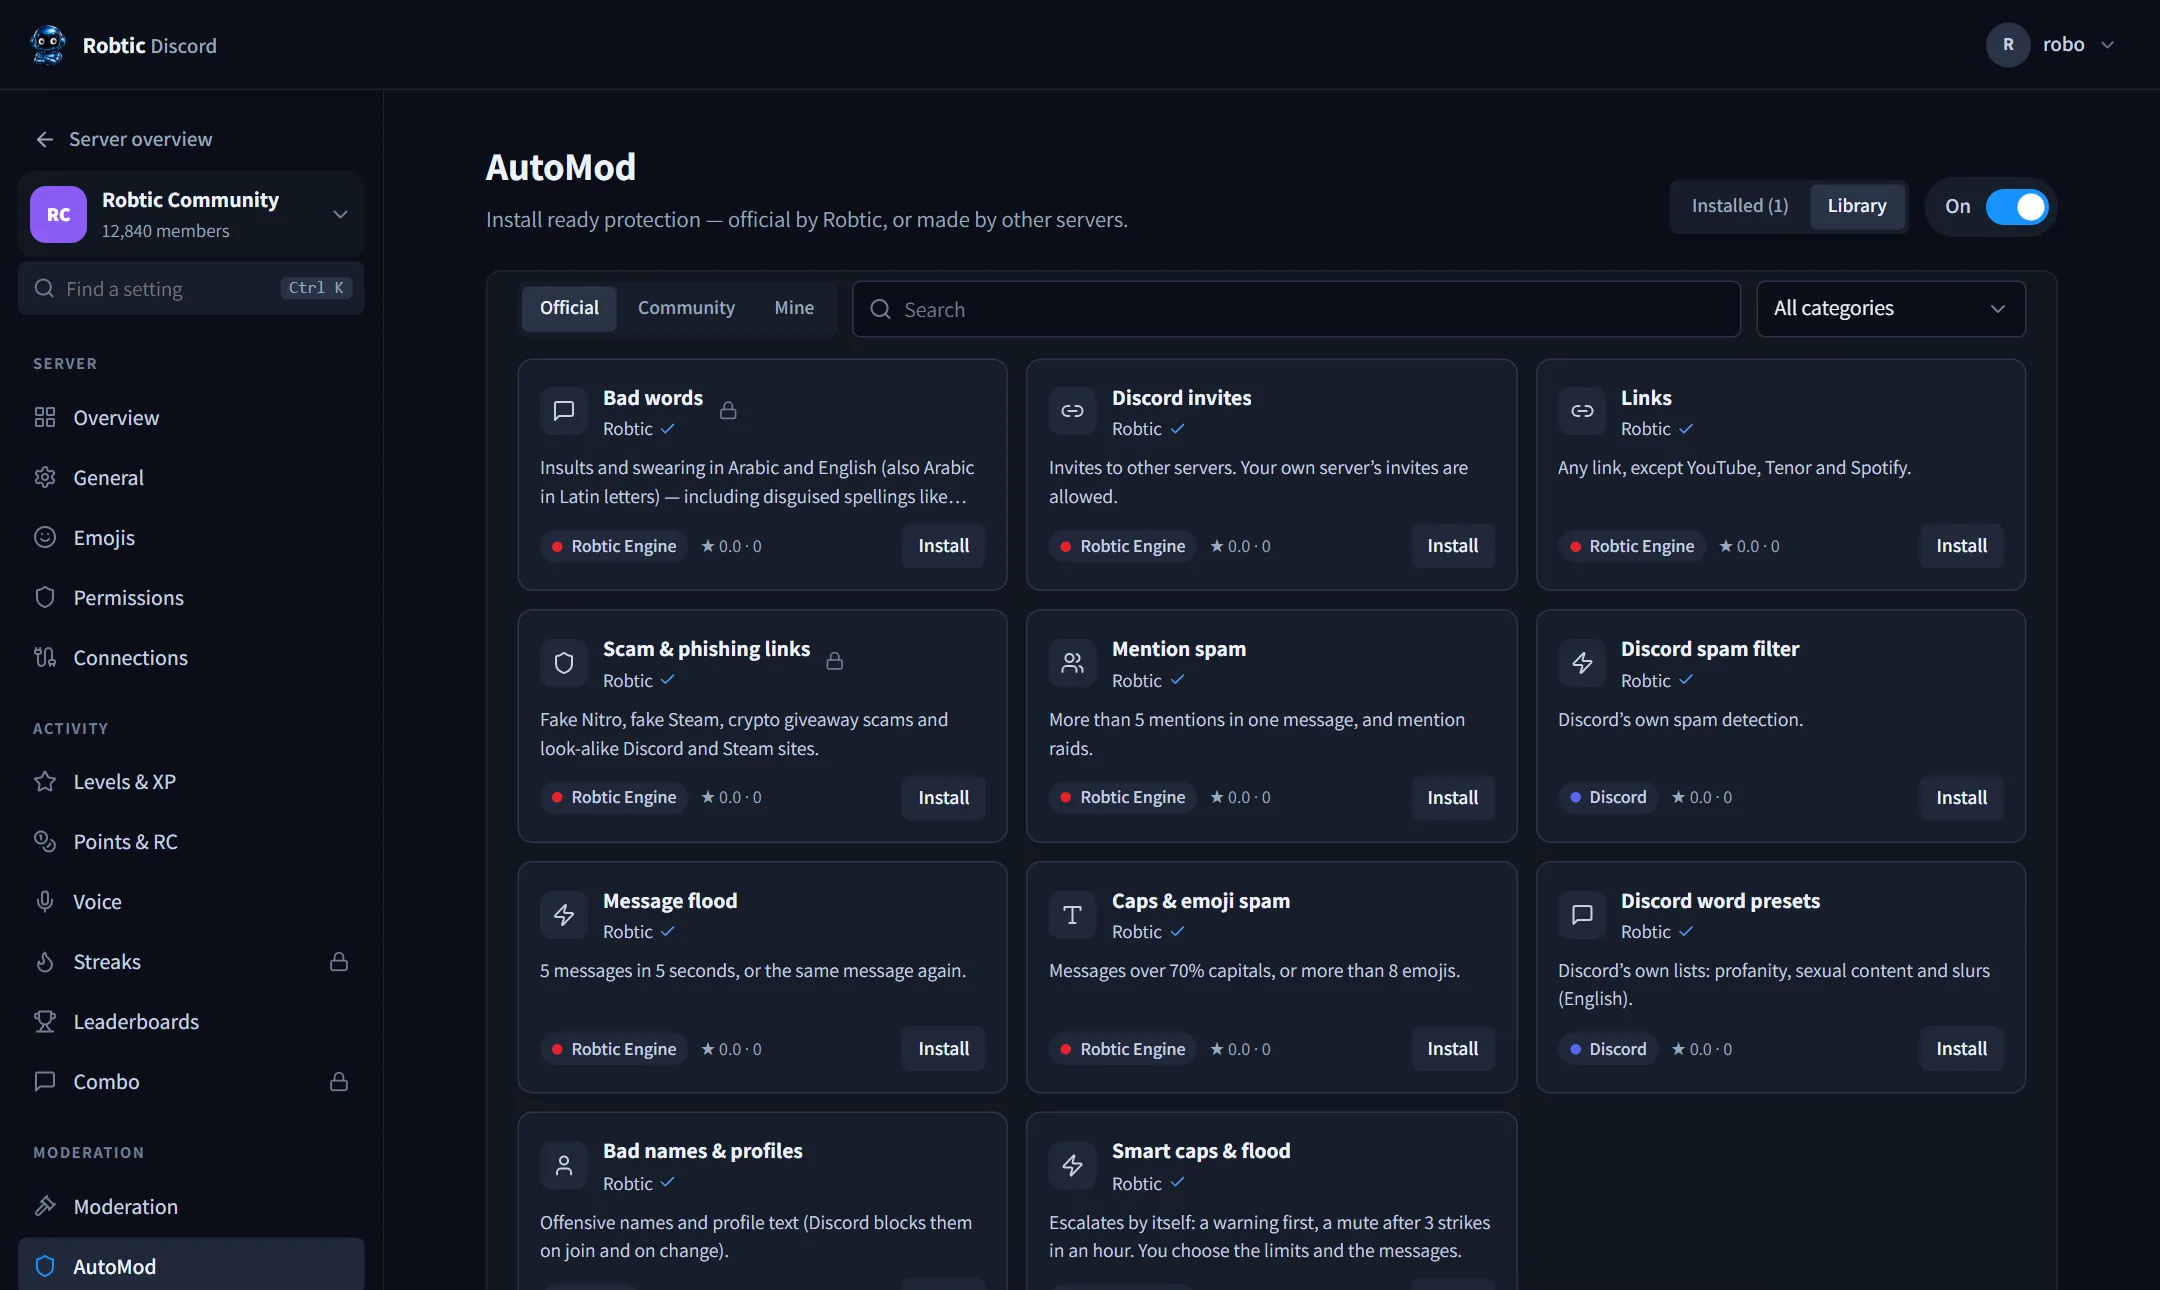 Robtic Discord
R
robo
Server overview
RC
Robtic Community
12,840 members
Find a setting
Ctrl K
SERVER
Overview
General
Emojis
Permissions
Connections
ACTIVITY
Levels & XP
Points & RC
Voice
Streaks
Leaderboards
Combo
MODERATION
Moderation
AutoMod
AutoMod
Install ready protection — official by Robtic, or made by other servers.
Installed (1)
Library
On
Official
Community
Mine
Search
All categories
Bad words
Robtic
Insults and swearing in Arabic and English (also Arabic
in Latin letters) — including disguised spellings like…
Robtic Engine
★ 0.0 · 0
Install
Discord invites
Robtic
Invites to other servers. Your own server’s invites are
allowed.
Robtic Engine
★ 0.0 · 0
Install
Links
Robtic
Any link, except YouTube, Tenor and Spotify.
Robtic Engine
★ 0.0 · 0
Install
Scam & phishing links
Robtic
Fake Nitro, fake Steam, crypto giveaway scams and
look-alike Discord and Steam sites.
Robtic Engine
★ 0.0 · 0
Install
Mention spam
Robtic
More than 5 mentions in one message, and mention
raids.
Robtic Engine
★ 0.0 · 0
Install
Discord spam filter
Robtic
Discord’s own spam detection.
Discord
★ 0.0 · 0
Install
Message flood
Robtic
5 messages in 5 seconds, or the same message again.
Robtic Engine
★ 0.0 · 0
Install
Caps & emoji spam
Robtic
Messages over 70% capitals, or more than 8 emojis.
Robtic Engine
★ 0.0 · 0
Install
Discord word presets
Robtic
Discord’s own lists: profanity, sexual content and slurs
(English).
Discord
★ 0.0 · 0
Install
Bad names & profiles
Robtic
Offensive names and profile text (Discord blocks them
on join and on change).
Smart caps & flood
Robtic
Escalates by itself: a warning first, a mute after 3 strikes
in an hour. You choose the limits and the messages.